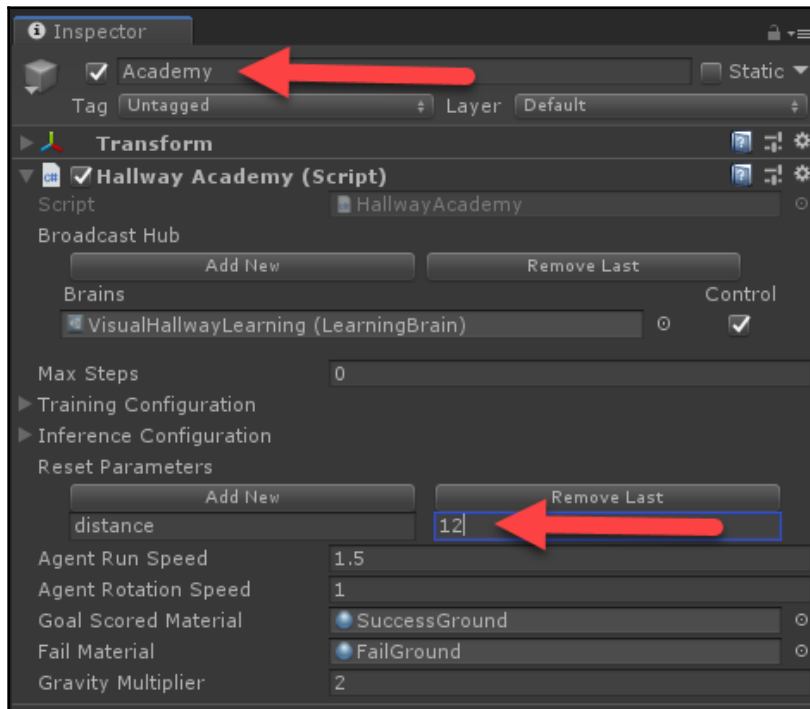 Inspector
Academy Static
Tag Untagged Layer Default
Transform
Hallway Academy (Script)
Script HallwayAcademy
Broadcast Hub
Add New Remove Last
Brains Control
VisualHallwayLearning (LearningBrain)
Max Steps 0
Training Configuration
Inference Configuration
Reset Parameters
Add New Remove Last
distance 12
Agent Run Speed 1.5
Agent Rotation Speed 1
Goal Scored Material SuccessGround
Fail Material FailGround
Gravity Multiplier 2